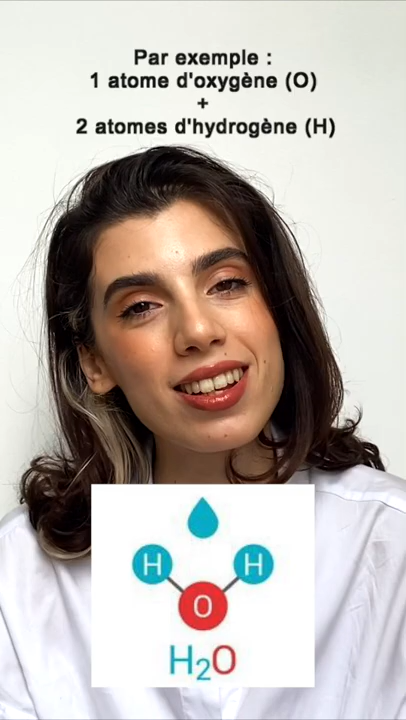 Par exemple :
1 atome d'oxygène (O)
+
2 atomes d'hydrogène (H)
H H
O
H₂O